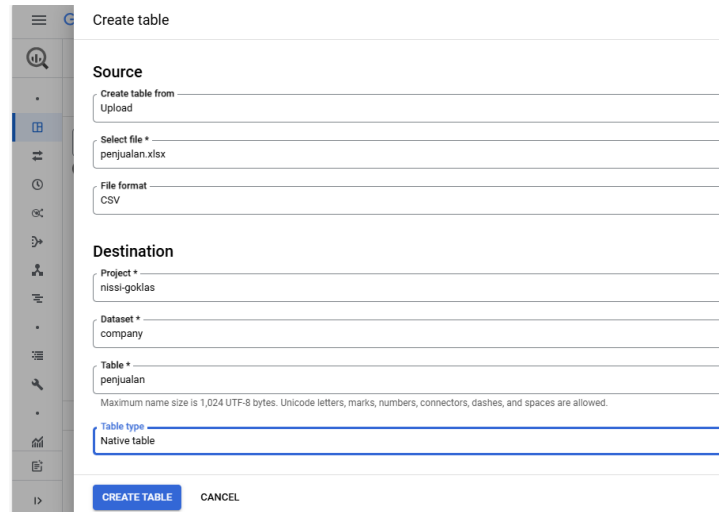 Create table
Source
Create table from
Upload
Select file *
penjualan.xlsx
File format
CSV
Destination
Project *
nissi-goklas
Dataset *
company
Table *
penjualan
Maximum name size is 1,024 UTF-8 bytes. Unicode letters, marks, numbers, connectors, dashes, and spaces are allowed.
Table type
Native table
CREATE TABLE
CANCEL